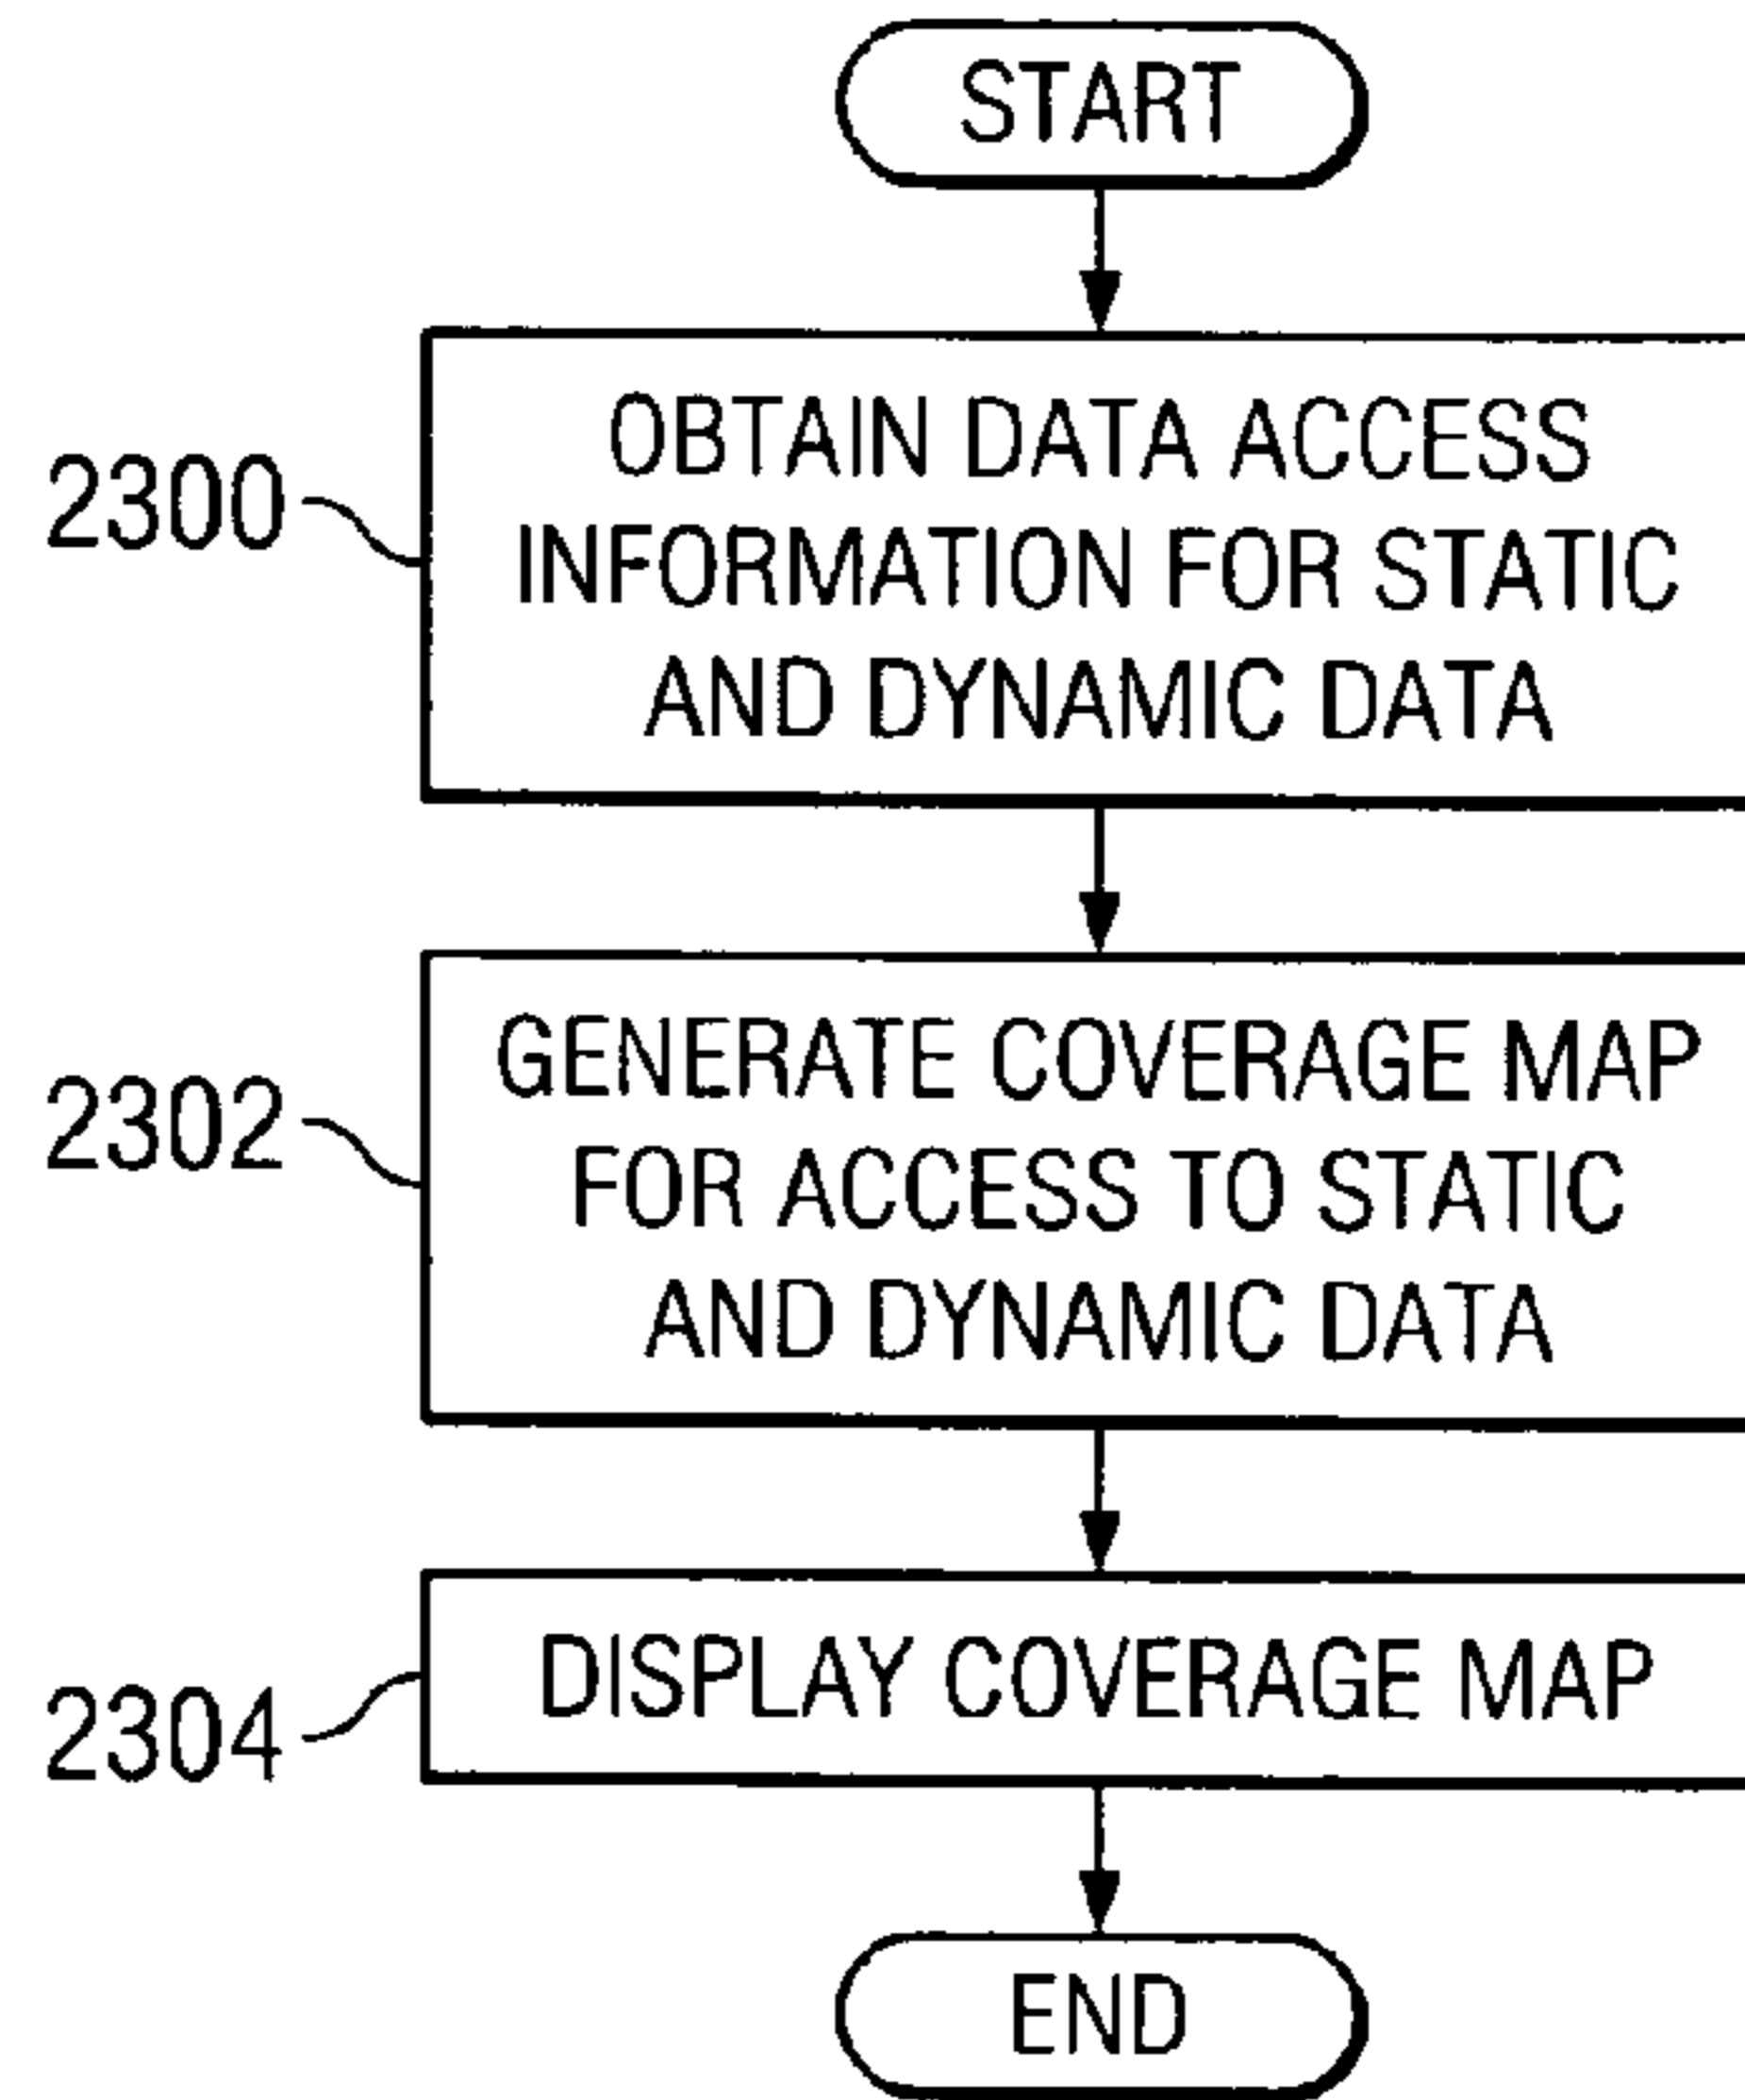 START
2300
OBTAIN DATA ACCESS
INFORMATION FOR STATIC
AND DYNAMIC DATA
2302
GENERATE COVERAGE MAP
FOR ACCESS TO STATIC
AND DYNAMIC DATA
2304
DISPLAY COVERAGE MAP
END